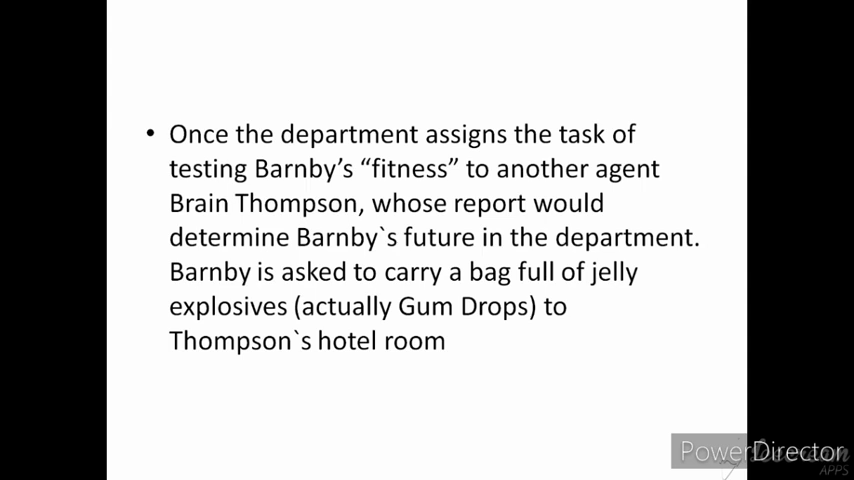 • Once the department assigns the task of
testing Barnby’s “fitness” to another agent
Brain Thompson, whose report would
determine Barnby`s future in the department.
Barnby is asked to carry a bag full of jelly
explosives (actually Gum Drops) to
Thompson`s hotel room
PowerDirector
APPS